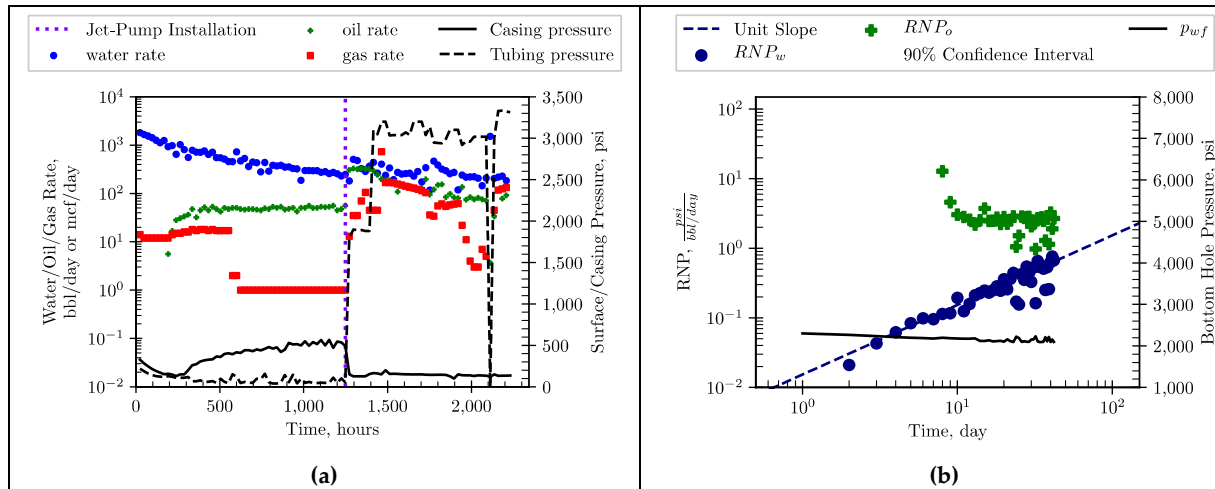 Jet-Pump Installation
water rate
oil rate
gas rate
Casing pressure
Tubing pressure
Water/Oil/Gas Rate,
bbl/day or mcf/day
10^4
10^3
10^2
10^1
10^0
10^−1
10^−2
3,500
3,000
2,500
2,000
1,500
1,000
500
0
Surface/Casing Pressure, psi
0
500
1,000
1,500
2,000
Time, hours
(a)
Unit Slope
RNP_w
RNP_o
90% Confidence Interval
p_wf
RNP, psi / bbl/day
10^2
10^1
10^0
10^−1
10^−2
8,000
7,000
6,000
5,000
4,000
3,000
2,000
1,000
Bottom Hole Pressure, psi
10^0
10^1
10^2
Time, day
(b)